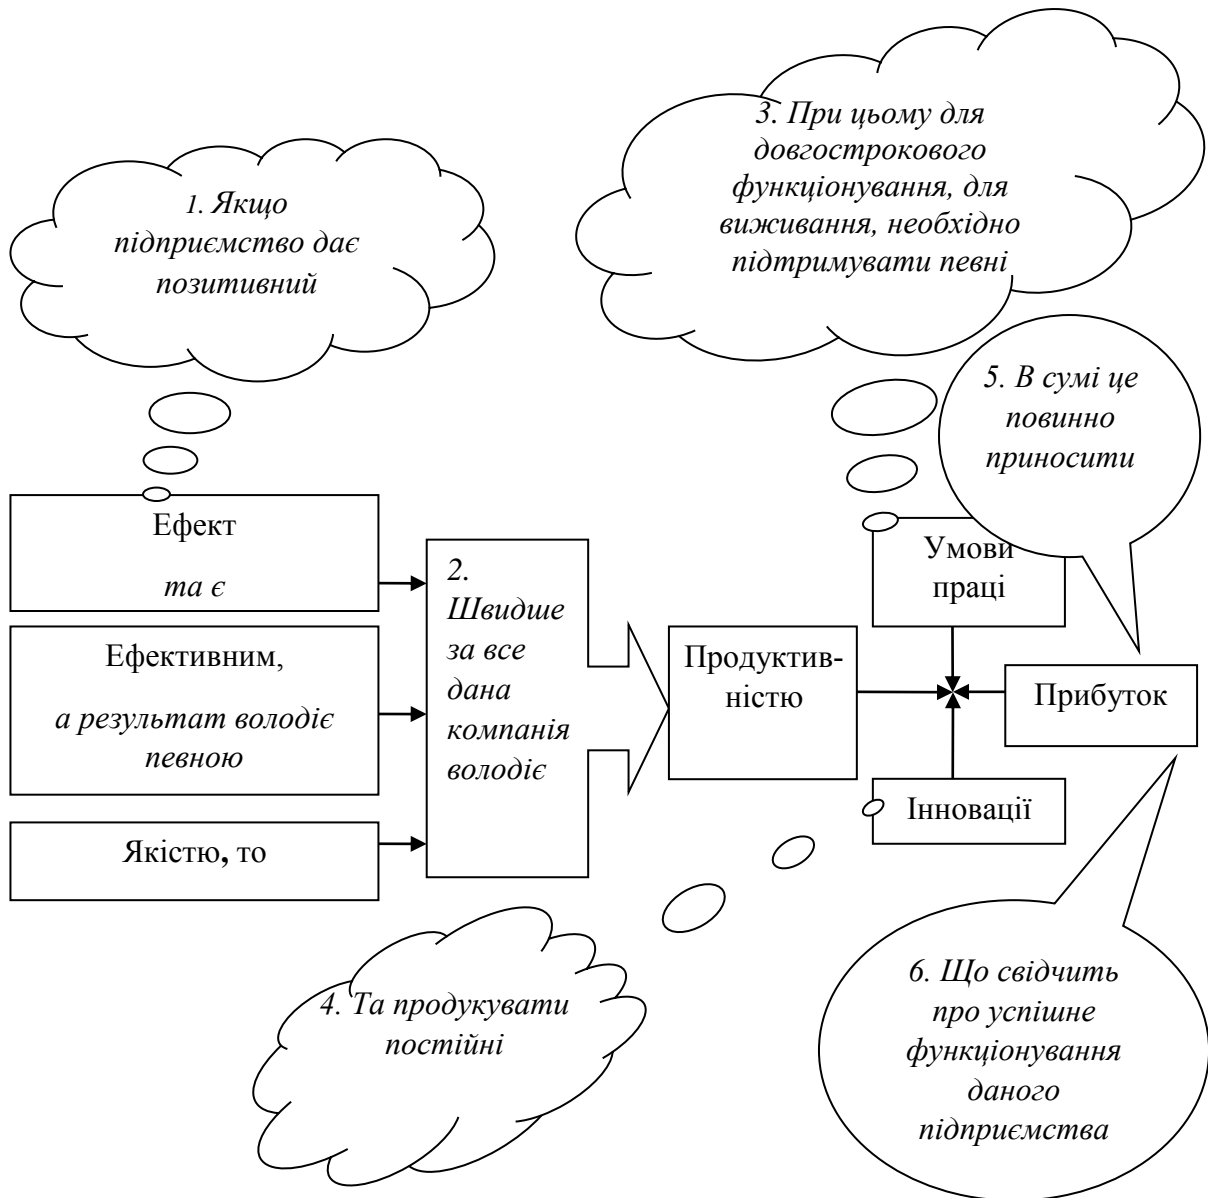 1. Якщо
підприємство дає
позитивний
3. При цьому для
довгострокового
функціонування, для
виживання, необхідно
підтримувати певні
5. В сумі це
повинно
приносити
Ефект
та є
Ефективним,
а результат володіє
певною
Якістю, то
2.
Швидше
за все
дана
компанія
володіє
Продуктив-
ністю
Умови
праці
Прибуток
Інновації
4. Та продукувати
постійні
6. Що свідчить
про успішне
функціонування
даного
підприємства